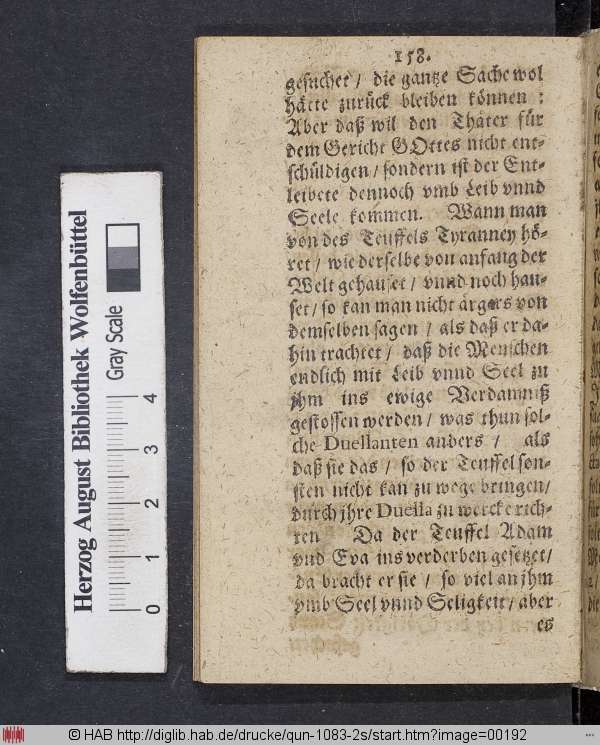 158.
gesuchet / die gantze Sache wol
hätte zurück bleiben können :
Aber daß wil den Thäter für
dem Gericht GOttes nicht ent-
schüldigen / sondern ist der Ent-
leibete dennoch vmb Leib vnnd
Seele kommen. Wann man
von des Teuffels Tyranney hö-
ret / wie derselbe von anfang der
Welt gehauset / vnnd noch hau-
set / so kan man nicht ärgers von
demselben sagen / als daß er da-
hin trachtet / daß die Menschen
endlich mit Leib vnnd Seel zu
jhm ins ewige Verdamniß
gestossen werden / was thun sol-
che Duellanten anders / als
daß sie das / so der Teuffel son-
sten nicht kan zu wege bringen /
durch jhre Duella zu werck e rich-
ren Da der Teuffel Adam
vnd Eva ins verderben gesetzet /
da bracht er sie / so viel an jhm
vmb Seel vnnd Seligkeit / aber
es
Herzog August Bibliothek Wolfenbüttel
Gray Scale
0 1 2 3 4
© HAB http://diglib.hab.de/drucke/qun-1083-2s/start.htm?image=00192